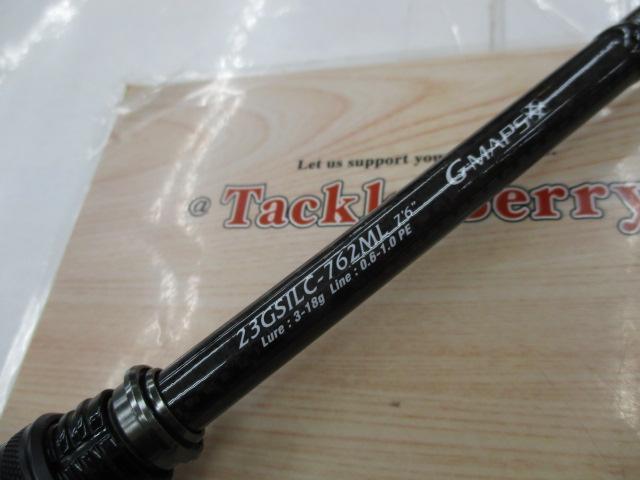 Let us support you
@ Tackle Berry
G-MAPS
23GSILC-762ML 7'6"
Lure : 3-18g Line : 0.6-1.0 PE